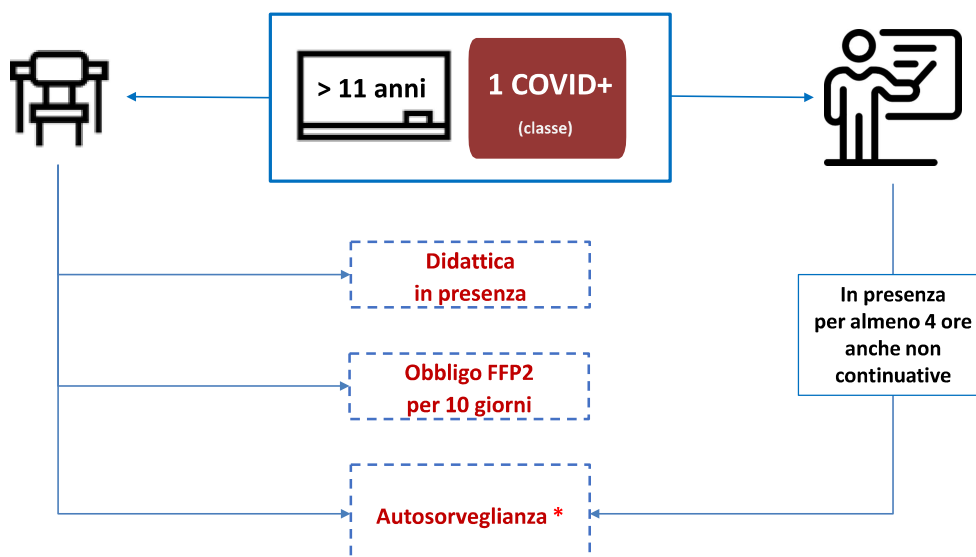 > 11 anni
1 COVID+
(classe)
Didattica
in presenza
In presenza
per almeno 4 ore
anche non
continuative
Obbligo FFP2
per 10 giorni
Autosorveglianza *